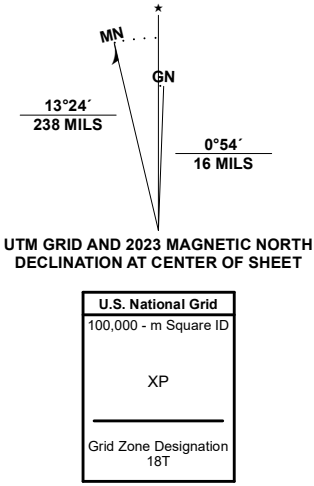 ★
MN
GN
13°24´
238 MILS
0°54´
16 MILS
UTM GRID AND 2023 MAGNETIC NORTH
DECLINATION AT CENTER OF SHEET
U.S. National Grid
100,000 - m Square ID
XP
Grid Zone Designation
18T